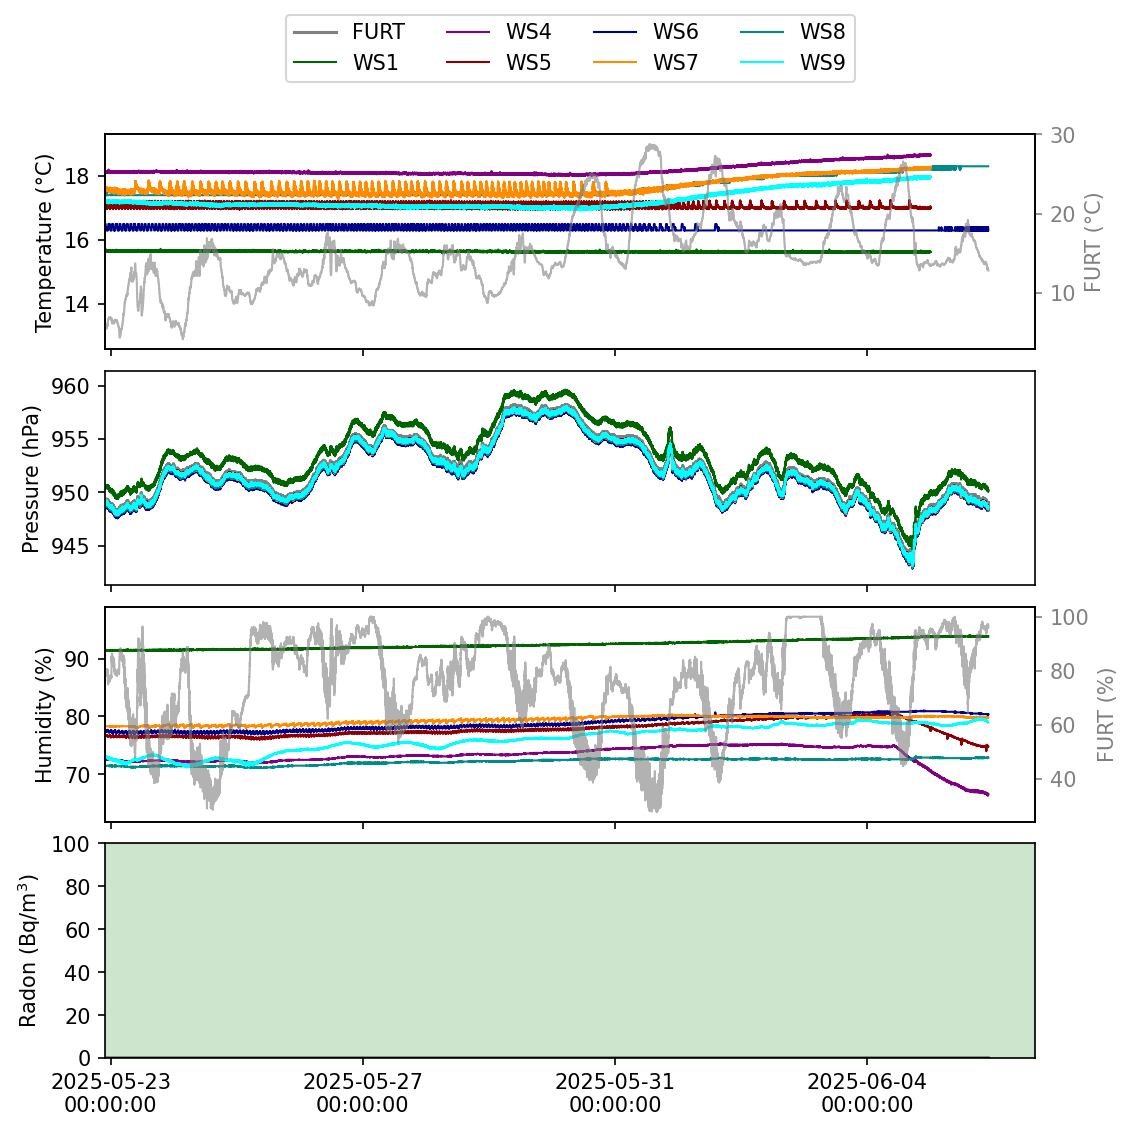 FURT WS4 WS6 WS8
WS1 WS5 WS7 WS9
Temperature (°C)
18
16
14
30
20
10
FURT (°C)
Pressure (hPa)
960
955
950
945
Humidity (%)
90
80
70
100
80
60
40
FURT (%)
Radon (Bq/m³)
100
80
60
40
20
0
2025-05-23 2025-05-27 2025-05-31 2025-06-04
00:00:00 00:00:00 00:00:00 00:00:00